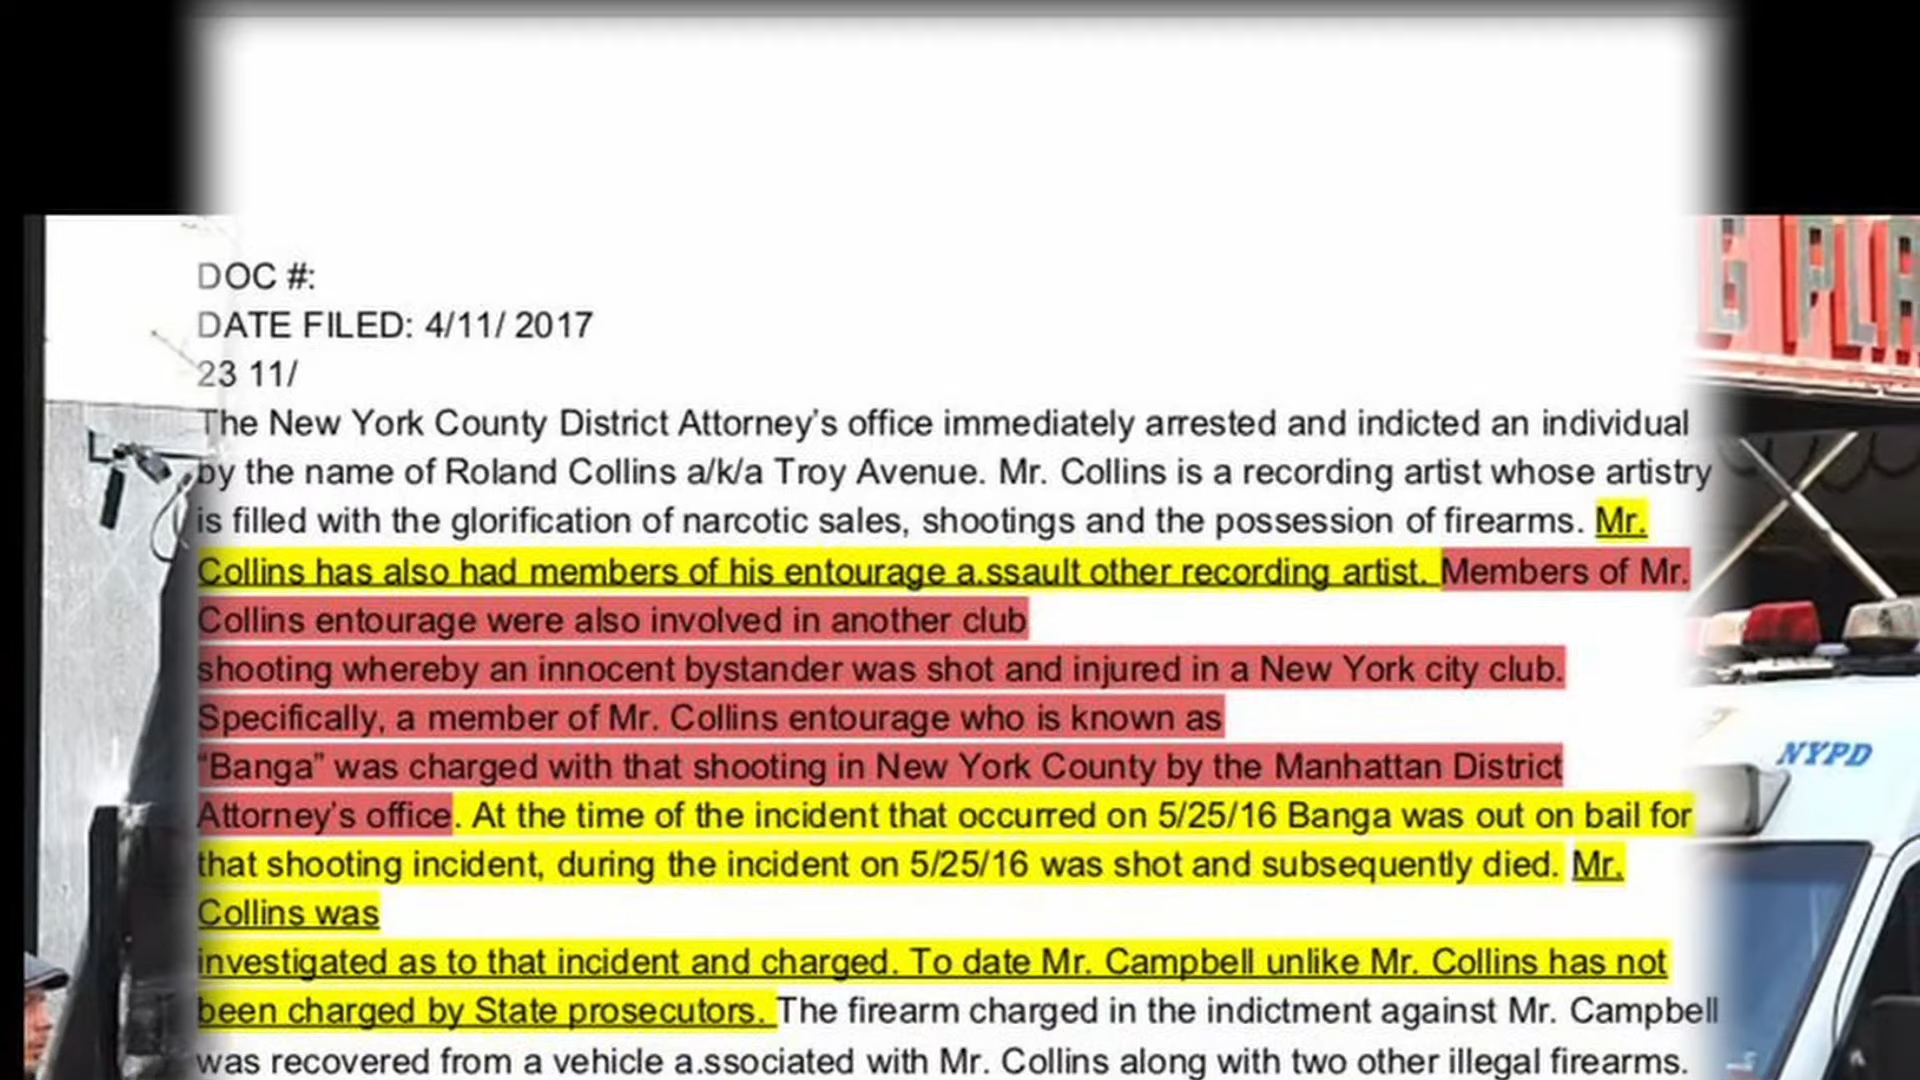 DOC #:
DATE FILED: 4/11/ 2017
23 11/
The New York County District Attorney's office immediately arrested and indicted an individual
by the name of Roland Collins a/k/a Troy Avenue. Mr. Collins is a recording artist whose artistry
is filled with the glorification of narcotic sales, shootings and the possession of firearms. Mr.
Collins has also had members of his entourage a.ssault other recording artist. Members of Mr.
Collins entourage were also involved in another club
shooting whereby an innocent bystander was shot and injured in a New York city club.
Specifically, a member of Mr. Collins entourage who is known as
“Banga” was charged with that shooting in New York County by the Manhattan District
Attorney's office. At the time of the incident that occurred on 5/25/16 Banga was out on bail for
that shooting incident, during the incident on 5/25/16 was shot and subsequently died. Mr.
Collins was
investigated as to that incident and charged. To date Mr. Campbell unlike Mr. Collins has not
been charged by State prosecutors. The firearm charged in the indictment against Mr. Campbell
was recovered from a vehicle a.ssociated with Mr. Collins along with two other illegal firearms.
NYPD